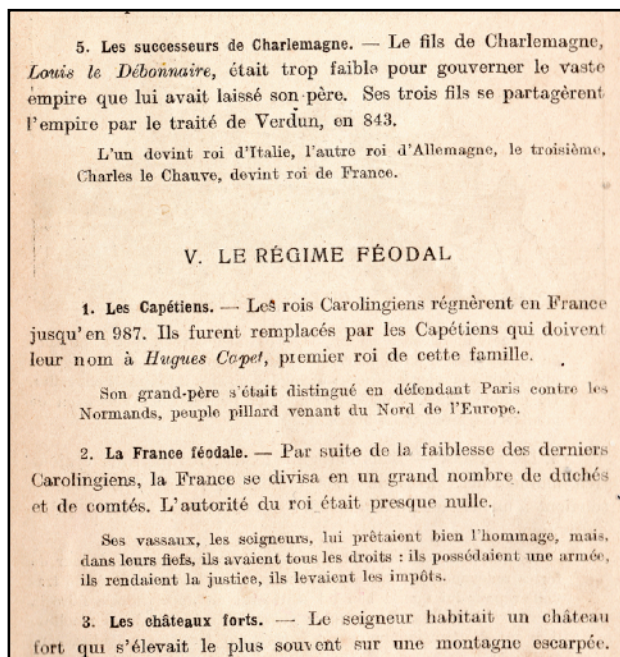 5. Les successeurs de Charlemagne. — Le fils de Charlemagne,
Louis le Débonnaire, était trop faible pour gouverner le vaste
empire que lui avait laissé son père. Ses trois fils se partagèrent
l'empire par le traité de Verdun, en 843.
L'un devint roi d'Italie, l'autre roi d'Allemagne, le troisième,
Charles le Chauve, devint roi de France.
V. LE RÉGIME FÉODAL
1. Les Capétiens. — Les rois Carolingiens régnèrent en France
jusqu'en 987. Ils furent remplacés par les Capétiens qui doivent
leur nom à Hugues Capet, premier roi de cette famille.
Son grand-père s'était distingué en défendant Paris contre les
Normands, peuple pillard venant du Nord de l'Europe.
2. La France féodale. — Par suite de la faiblesse des derniers
Carolingiens, la France se divisa en un grand nombre de duchés
et de comtés. L'autorité du roi était presque nulle.
Ses vassaux, les seigneurs, lui prêtaient bien l'hommage, mais,
dans leurs fiefs, ils avaient tous les droits : ils possédaient une armée,
ils rendaient la justice, ils levaient les impôts.
3. Les châteaux forts. — Le seigneur habitait un château
fort qui s'élevait le plus souvent sur une montagne escarpée.